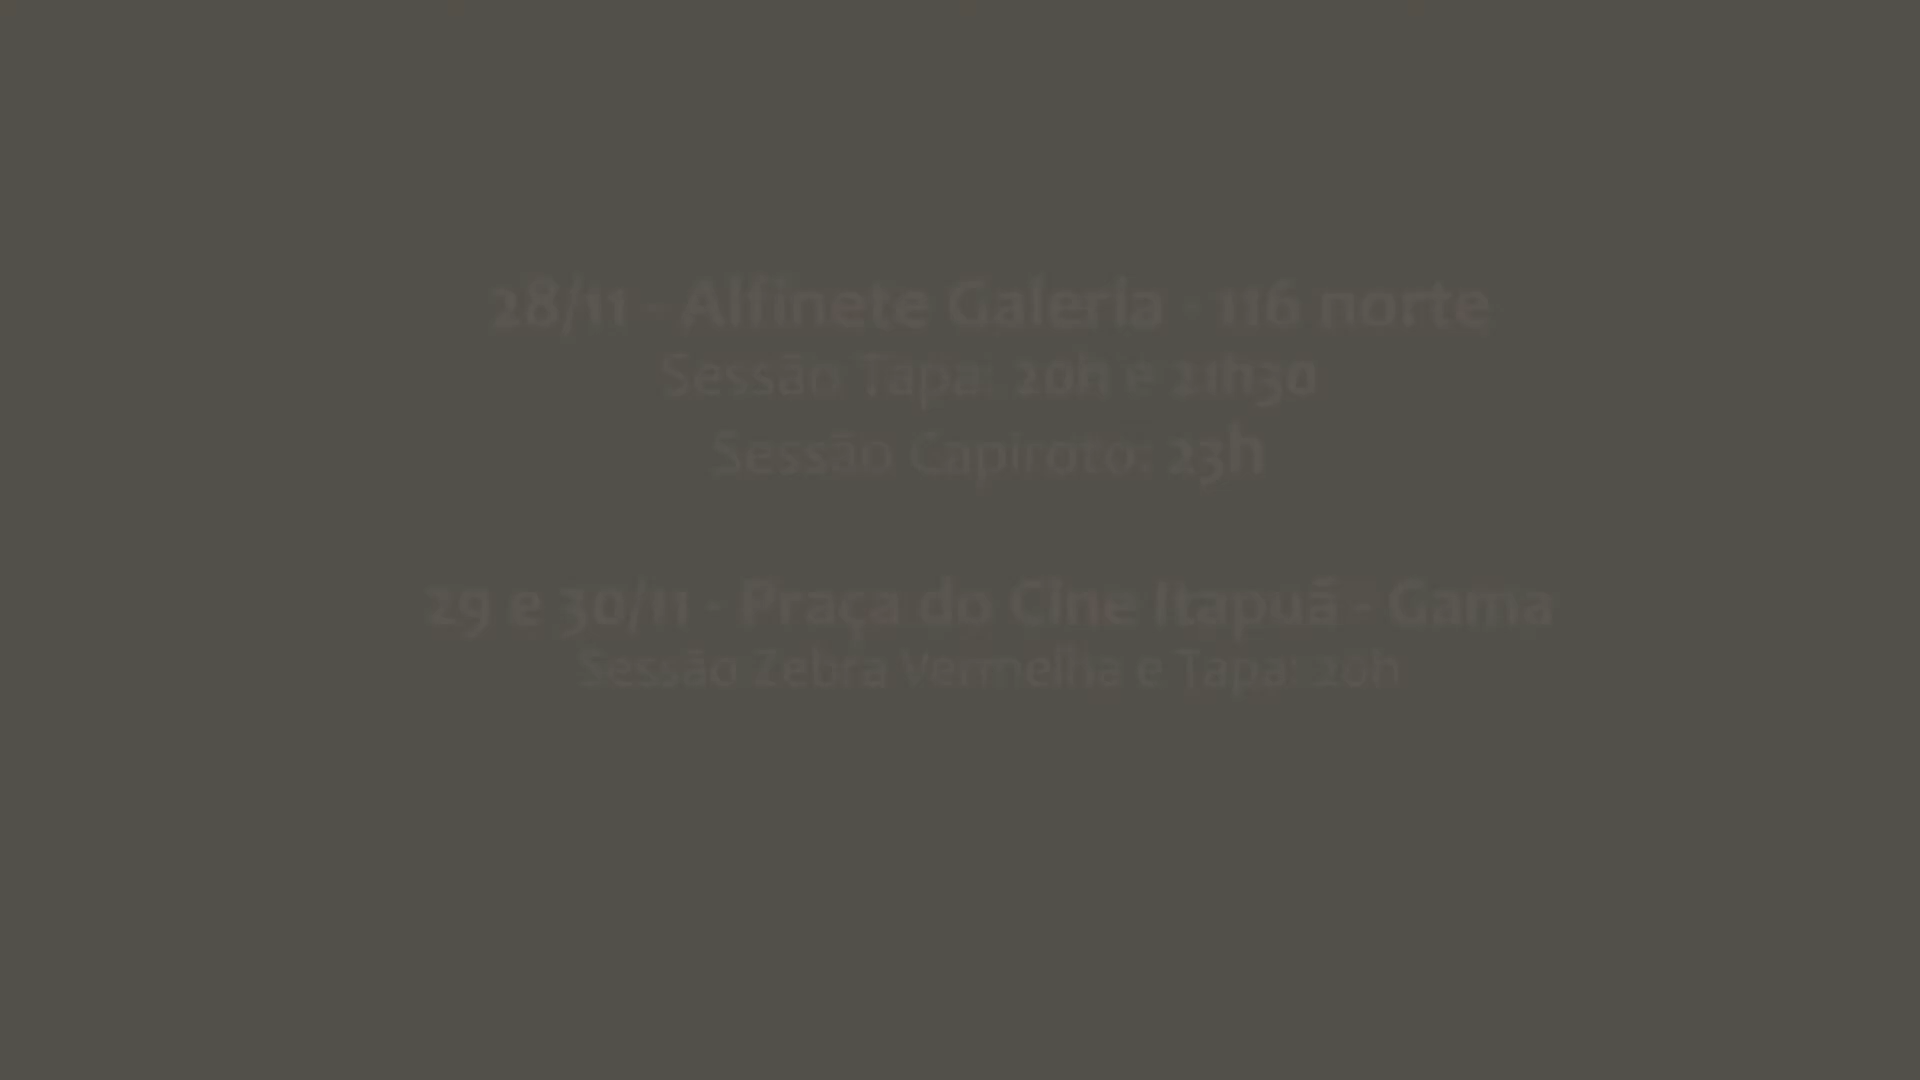 28/11 - Alfinete Galeria - 116 norte
Sessão Tapa: 20h e 21h30
Sessão Capiroto: 23h
29 e 30/11 - Praça do Cine Itapuã - Gama
Sessão Zebra Vermelha e Tapa: 20h